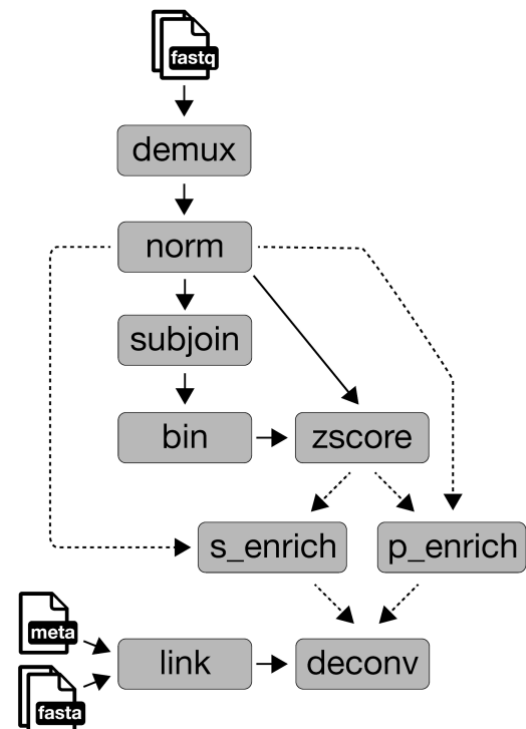 fastq
demux
norm
subjoin
bin
zscore
s_enrich
p_enrich
meta
link
deconv
fasta